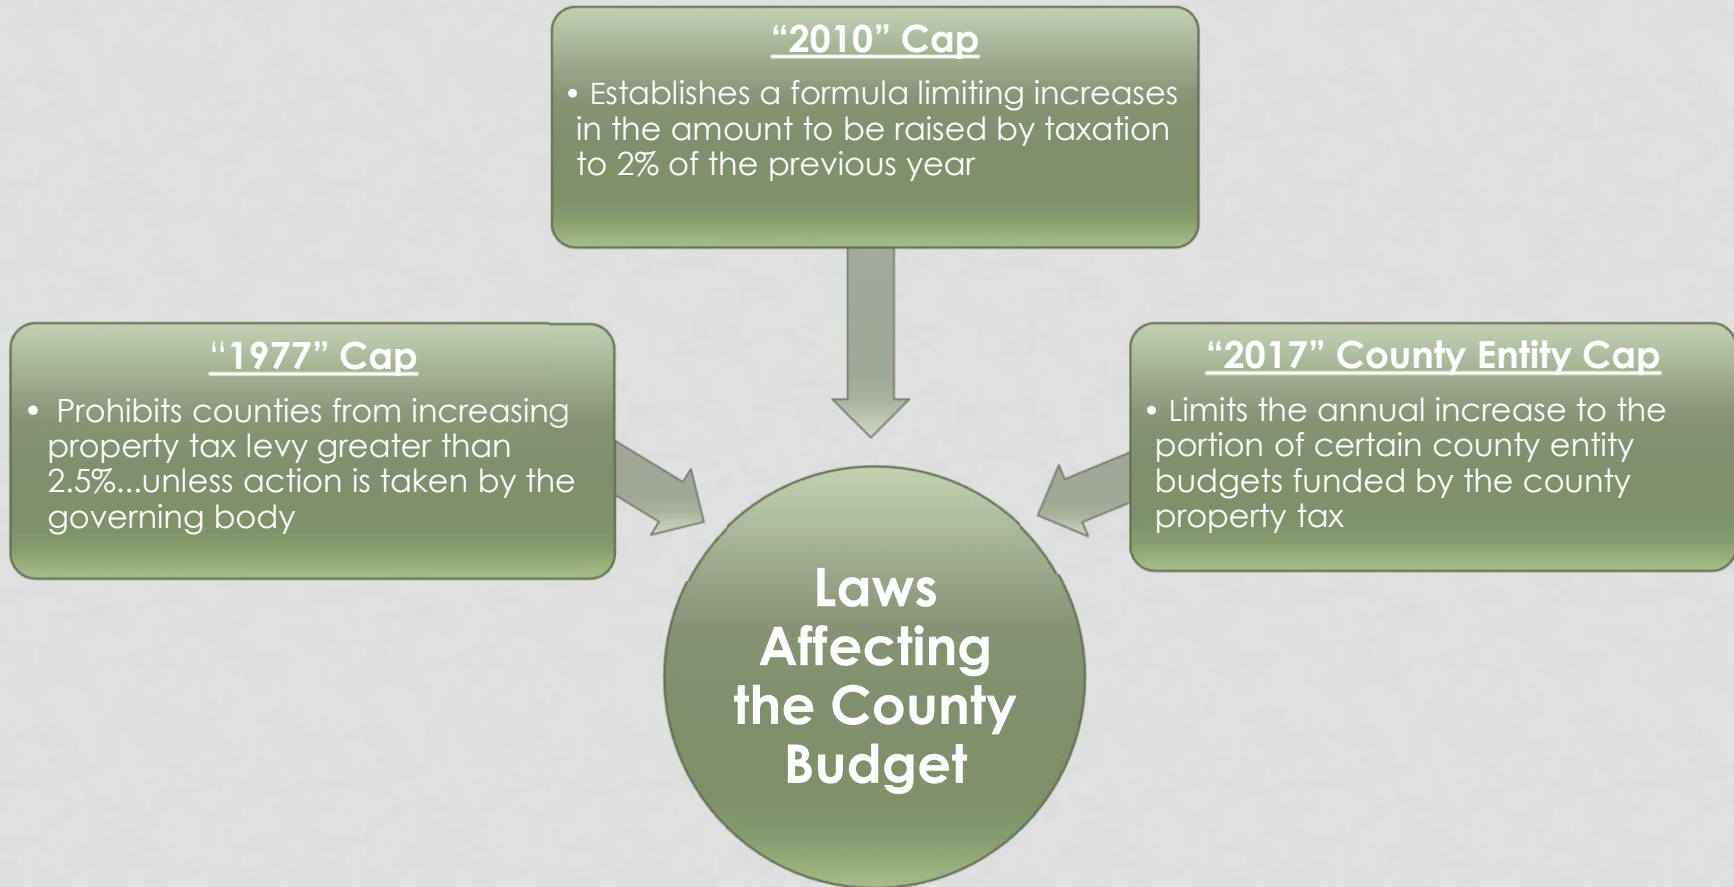 “2010” Cap
• Establishes a formula limiting increases
in the amount to be raised by taxation
to 2% of the previous year
“1977” Cap
• Prohibits counties from increasing
property tax levy greater than
2.5%...unless action is taken by the
governing body
“2017” County Entity Cap
• Limits the annual increase to the
portion of certain county entity
budgets funded by the county
property tax
Laws
Affecting
the County
Budget